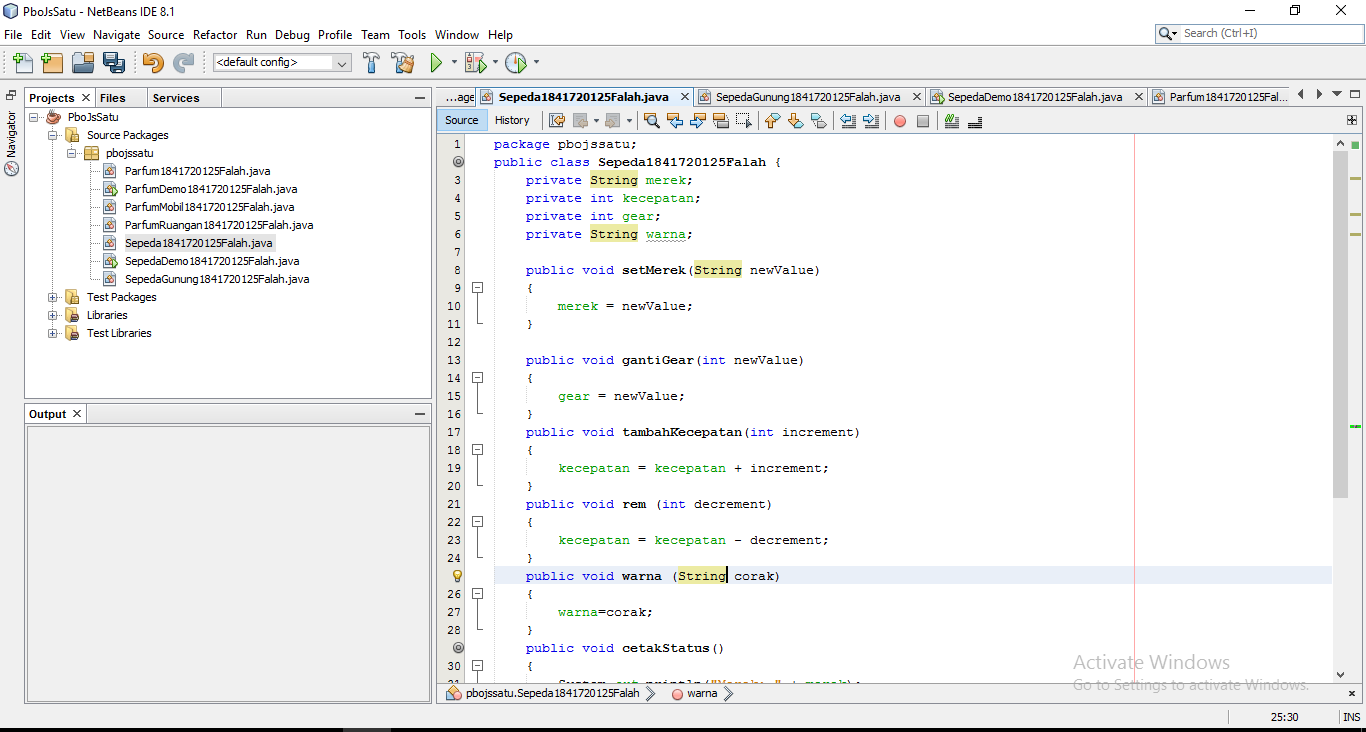 PboJsSatu - NetBeans IDE 8.1
File Edit View Navigate Source Refactor Run Debug Profile Team Tools Window Help
Search (Ctrl+I)
<default config>
Projects Files Services
Navigator
PboJsSatu
Source Packages
pbojssatu
Parfum1841720125Falah.java
ParfumDemo1841720125Falah.java
ParfumMobil1841720125Falah.java
ParfumRuangan1841720125Falah.java
Sepeda1841720125Falah.java
SepedaDemo1841720125Falah.java
SepedaGunung1841720125Falah.java
Test Packages
Libraries
Test Libraries
Output
...age Sepeda1841720125Falah.java SepedaGunung1841720125Falah.java SepedaDemo1841720125Falah.java Parfum1841720125Fal...
Source History
1 package pbojssatu;
public class Sepeda1841720125Falah {
3 private String merek;
4 private int kecepatan;
5 private int gear;
6 private String warna;
7
8 public void setMerek(String newValue)
9 {
10 merek = newValue;
11 }
12
13 public void gantiGear(int newValue)
14 {
15 gear = newValue;
16 }
17 public void tambahKecepatan(int increment)
18 {
19 kecepatan = kecepatan + increment;
20 }
21 public void rem (int decrement)
22 {
23 kecepatan = kecepatan - decrement;
24 }
public void warna (String corak)
26 {
27 warna=corak;
28 }
public void cetakStatus()
30 {
Activate Windows
Go to Settings to activate Windows.
pbojssatu.Sepeda1841720125Falah warna
25:30 INS